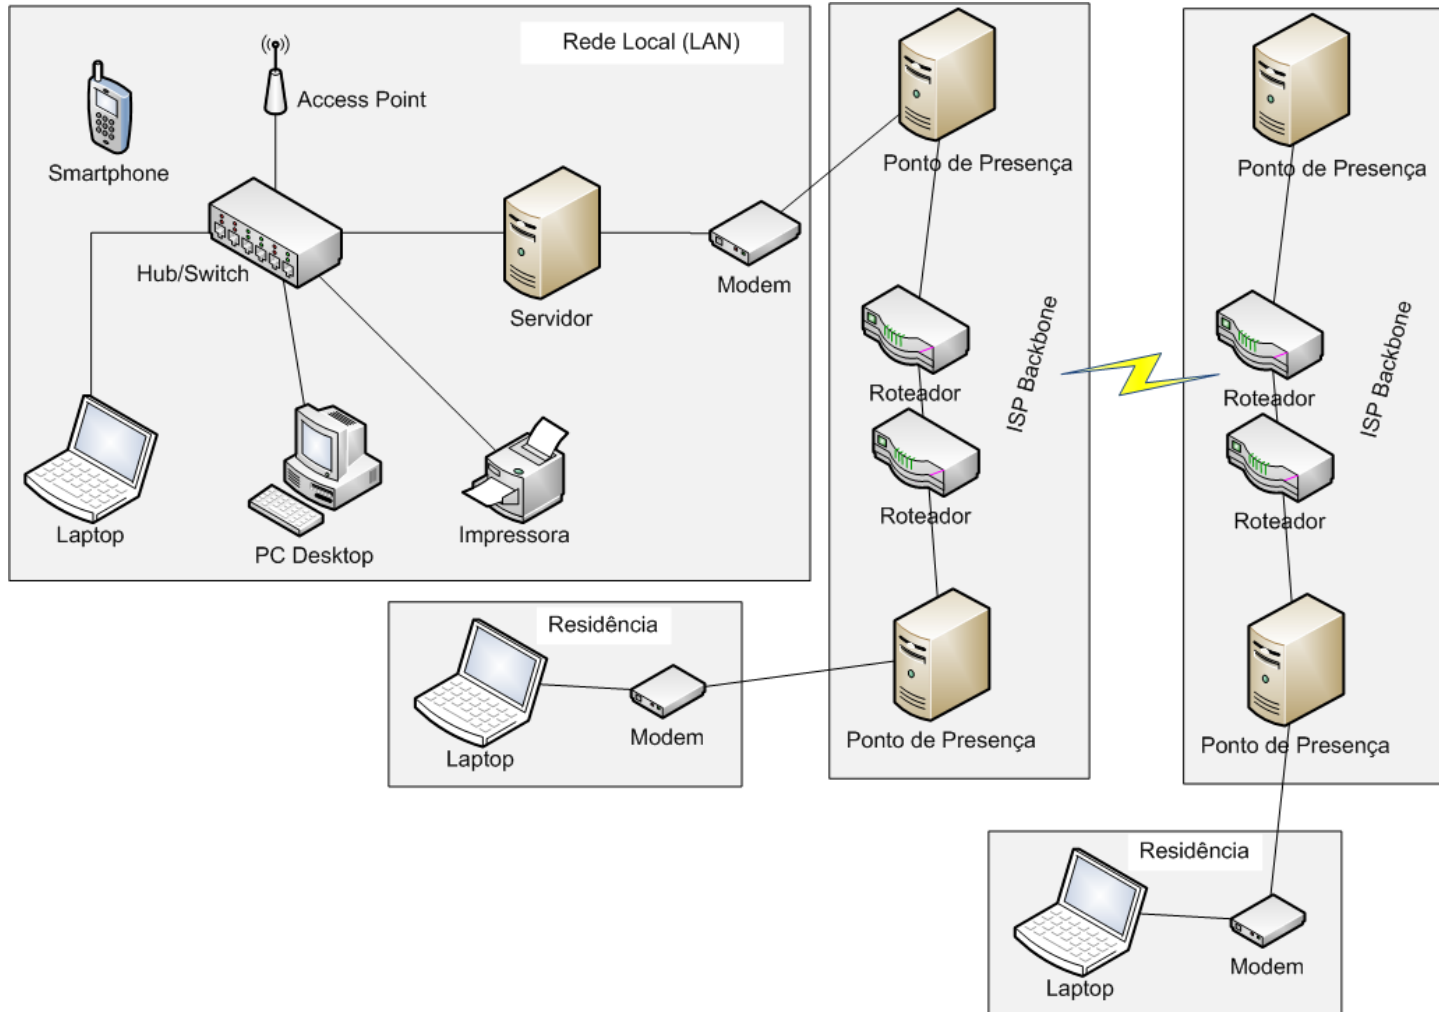 Rede Local (LAN)
Access Point
Smartphone
Hub/Switch
Servidor
Modem
Laptop
PC Desktop
Impressora
Ponto de Presença
Roteador
ISP Backbone
Roteador
Ponto de Presença
Ponto de Presença
Roteador
ISP Backbone
Roteador
Ponto de Presença
Residência
Laptop
Modem
Residência
Laptop
Modem